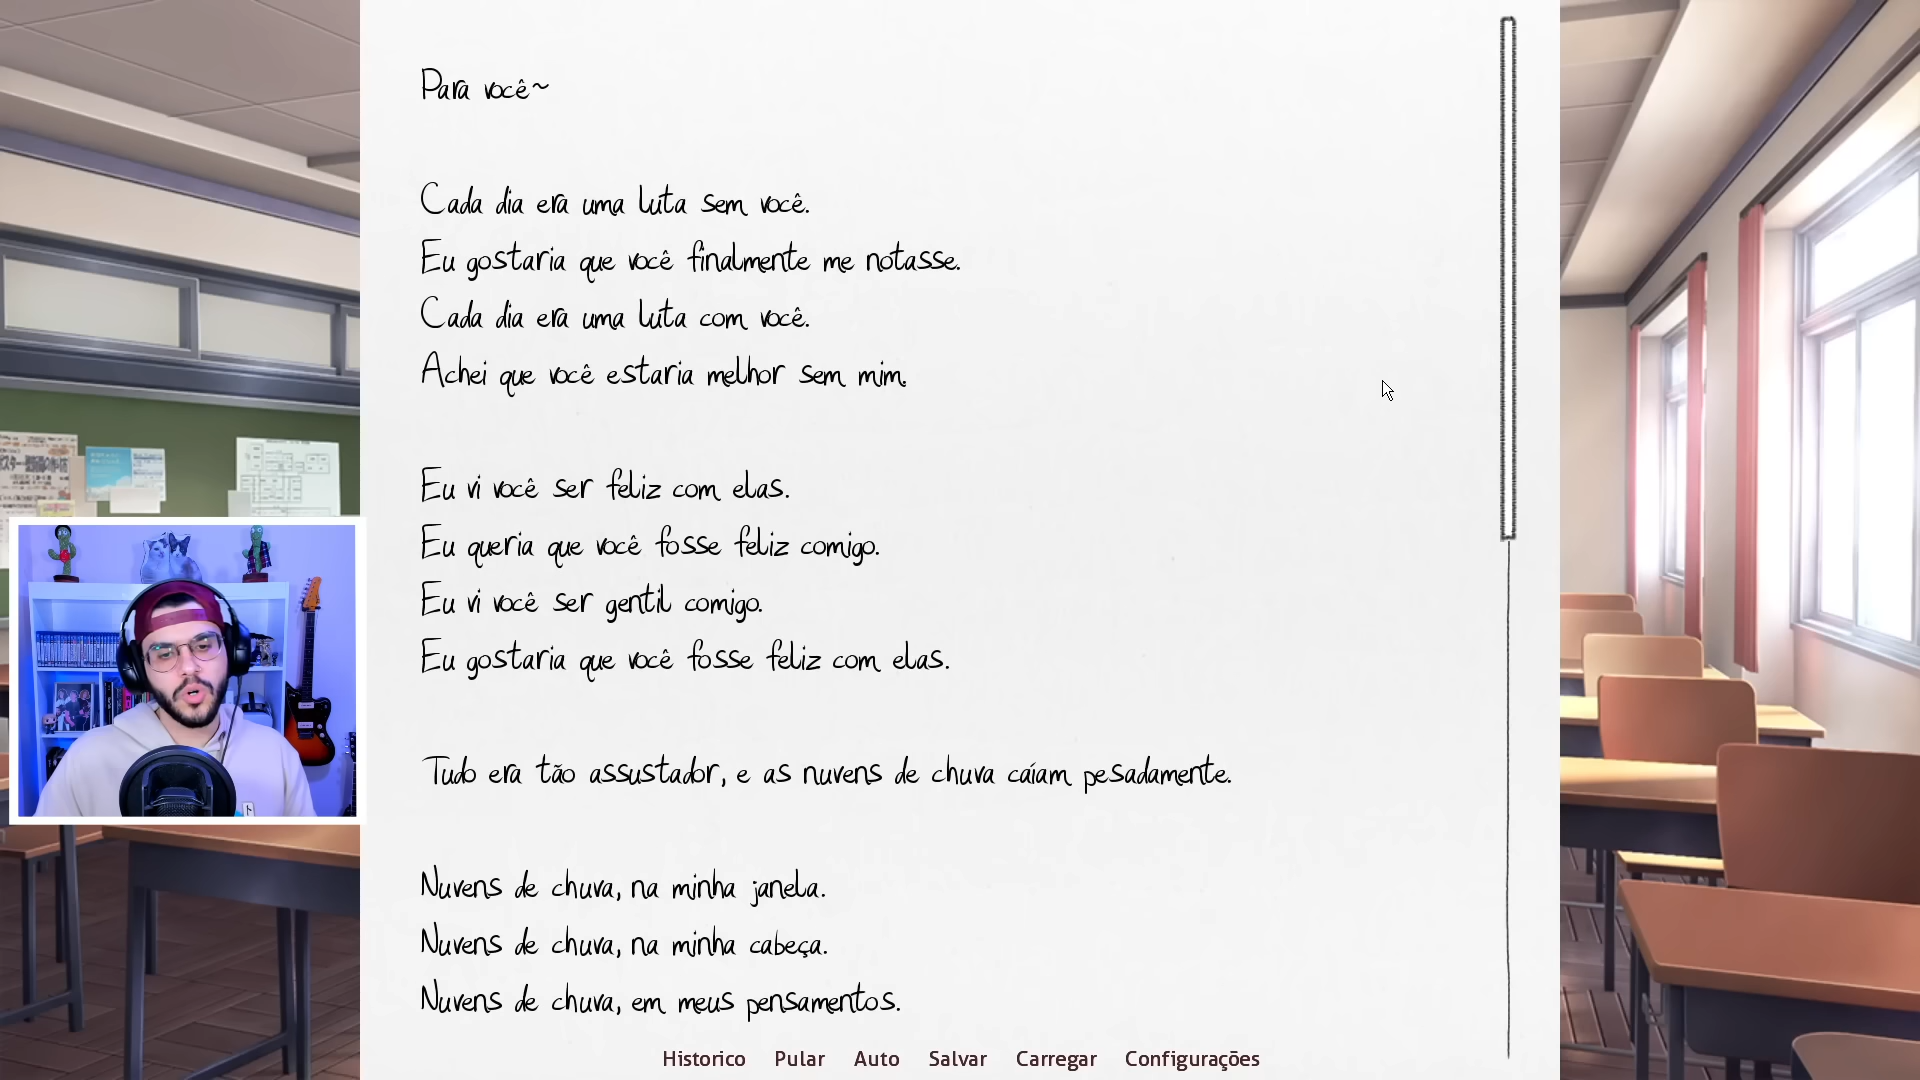 Para você~
Cada dia era uma luta sem você.
Eu gostaria que você finalmente me notasse.
Cada dia era uma luta com você.
Achei que você estaria melhor sem mim.
Eu vi você ser feliz com elas.
Eu queria que você fosse feliz comigo.
Eu vi você ser gentil comigo.
Eu gostaria que você fosse feliz com elas.
Tudo era tão assustador, e as nuvens de chuva caíam pesadamente.
Nuvens de chuva, na minha janela.
Nuvens de chuva, na minha cabeça.
Nuvens de chuva, em meus pensamentos.
Historico Pular Auto Salvar Carregar Configurações